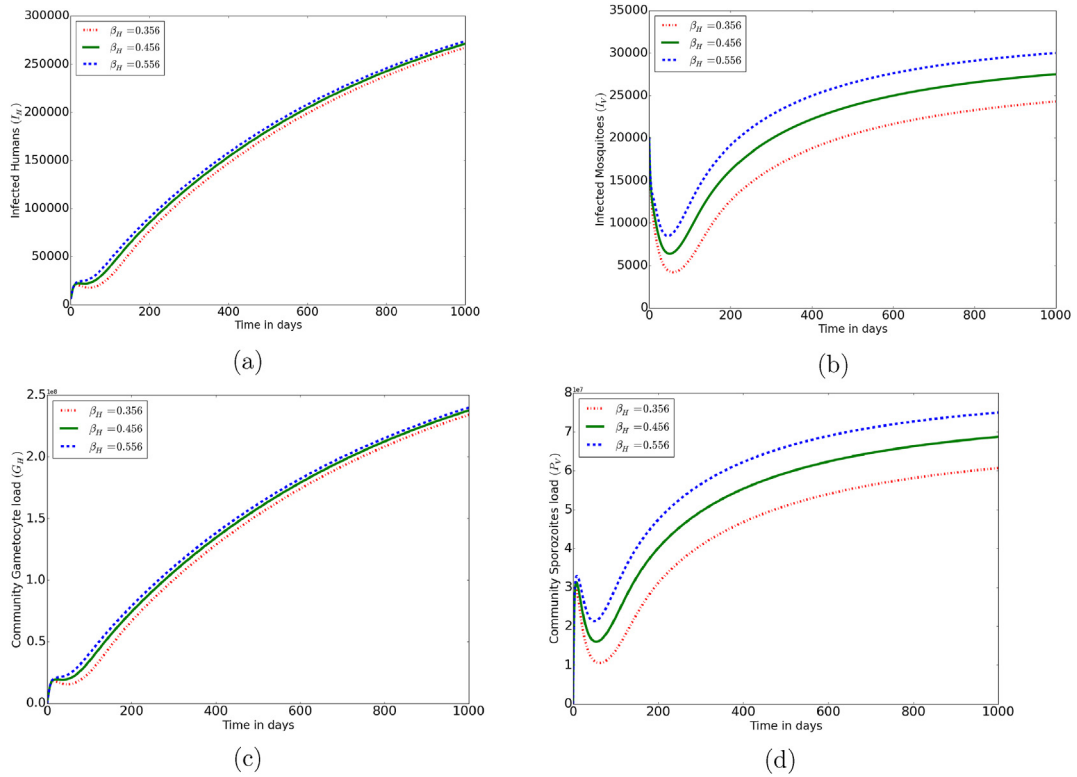 300000
250000
200000
150000
100000
50000
0
Infected Humans (I_H)
β_H = 0.356
β_H = 0.456
β_H = 0.556
0 200 400 600 800 1000
Time in days
(a)
35000
30000
25000
20000
15000
10000
5000
0
Infected Mosquitoes (I_V)
β_H = 0.356
β_H = 0.456
β_H = 0.556
0 200 400 600 800 1000
Time in days
(b)
2.5
1e8
2.0
1.5
1.0
0.5
0.0
Community Gametocyte load (G_H)
β_H = 0.356
β_H = 0.456
β_H = 0.556
0 200 400 600 800 1000
Time in days
(c)
8
1e7
7
6
5
4
3
2
1
0
Community Sporozoites load (P_V)
β_H = 0.356
β_H = 0.456
β_H = 0.556
0 200 400 600 800 1000
Time in days
(d)